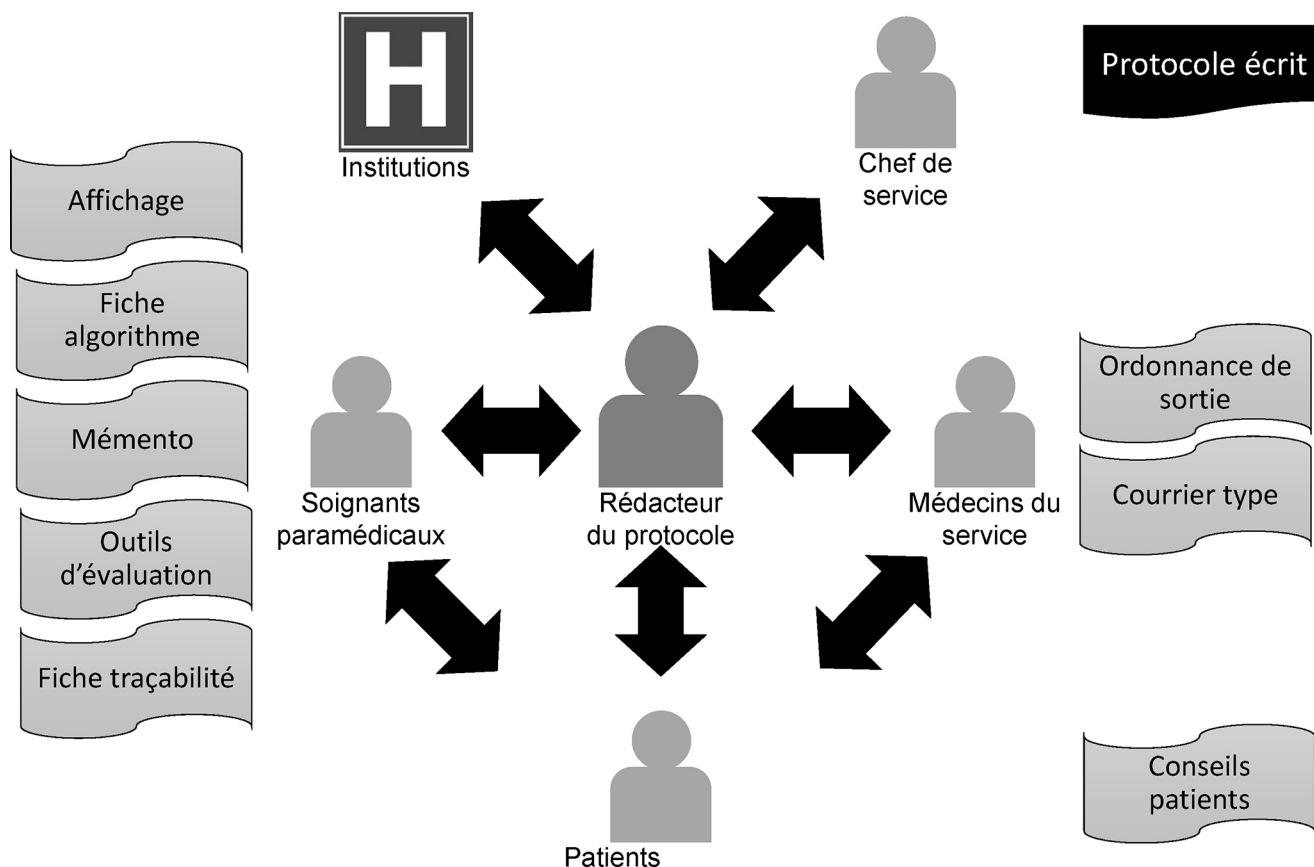 H
Institutions
Chef de
service
Protocole écrit
Affichage
Fiche
algorithme
Mémento
Outils
d’évaluation
Fiche traçabilité
Soignants
paramédicaux
Rédacteur
du protocole
Médecins du
service
Ordonnance de
sortie
Courrier type
Patients
Conseils
patients